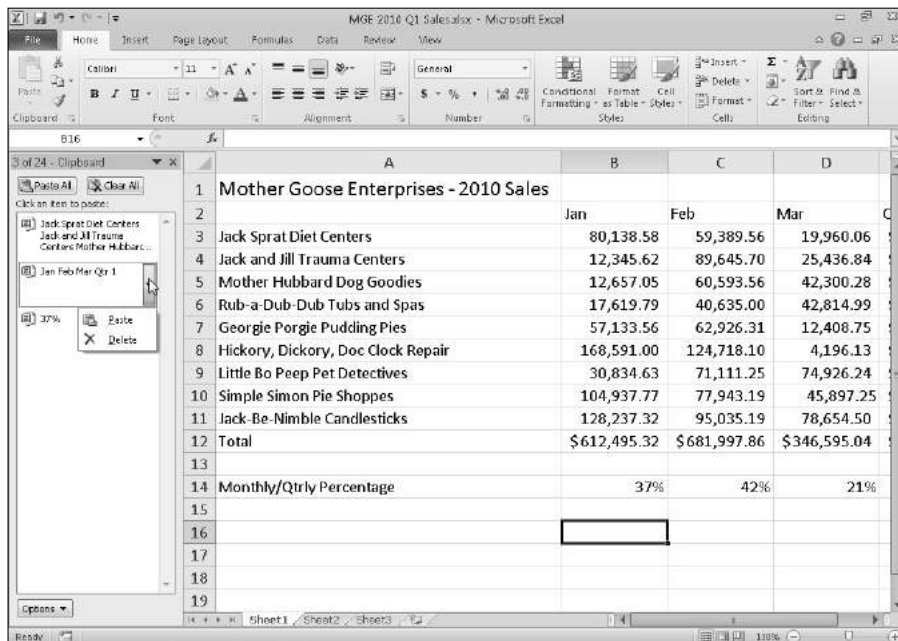 MGE 2010 Q1 Sales.xlsx - Microsoft Excel
File Home Insert Page Layout Formulas Data Review View
Paste
Calibri 11 A A General
B I U A $ % , .00
Conditional Formatting Format as Table Cell Styles
Insert
Delete
Format
Σ
Sort & Filter Find & Select
Clipboard Font Alignment Number Styles Cells Editing
B16 fx
3 of 24 - Clipboard
Paste All Clear All
Click an item to paste:
Jack Sprat Diet Centers
Jack and Jill Trauma
Centers Mother Hubbard...
Jan Feb Mar Qtr 1
37%
Paste
Delete
Options
A B C D
1 Mother Goose Enterprises - 2010 Sales
2 Jan Feb Mar
3 Jack Sprat Diet Centers 80,138.58 59,389.56 19,960.06
4 Jack and Jill Trauma Centers 12,345.62 89,645.70 25,436.84
5 Mother Hubbard Dog Goodies 12,657.05 60,593.56 42,300.28
6 Rub-a-Dub-Dub Tubs and Spas 17,619.79 40,635.00 42,814.99
7 Georgie Porgie Pudding Pies 57,133.56 62,926.31 12,408.75
8 Hickory, Dickory, Doc Clock Repair 168,591.00 124,718.10 4,196.13
9 Little Bo Peep Pet Detectives 30,834.63 71,111.25 74,926.24
10 Simple Simon Pie Shoppes 104,937.77 77,943.19 45,897.25
11 Jack-Be-Nimble Candlesticks 128,237.32 95,035.19 78,654.50
12 Total $612,495.32 $681,997.86 $346,595.04
13
14 Monthly/Qtrly Percentage 37% 42% 21%
15
16
17
18
19
Sheet1 Sheet2 Sheet3
Ready 110%